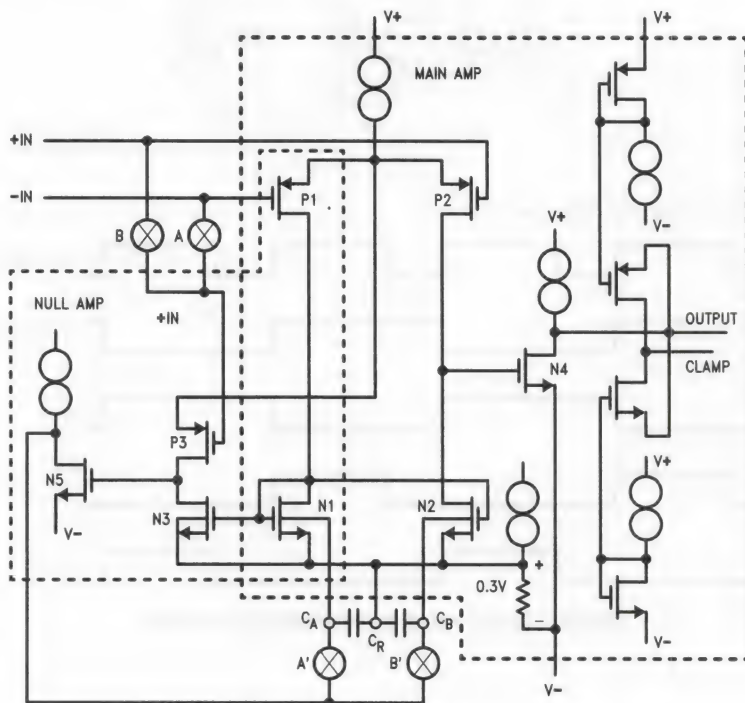 V+
V+
MAIN AMP
+IN
-IN
P1
P2
V-
B
A
V+
NULL AMP
+IN
OUTPUT
N4
CLAMP
P3
V+
N5
N3
N1
N2
V-
+
0.3V
-
CA
CR
CB
A'
B'
V-
V-